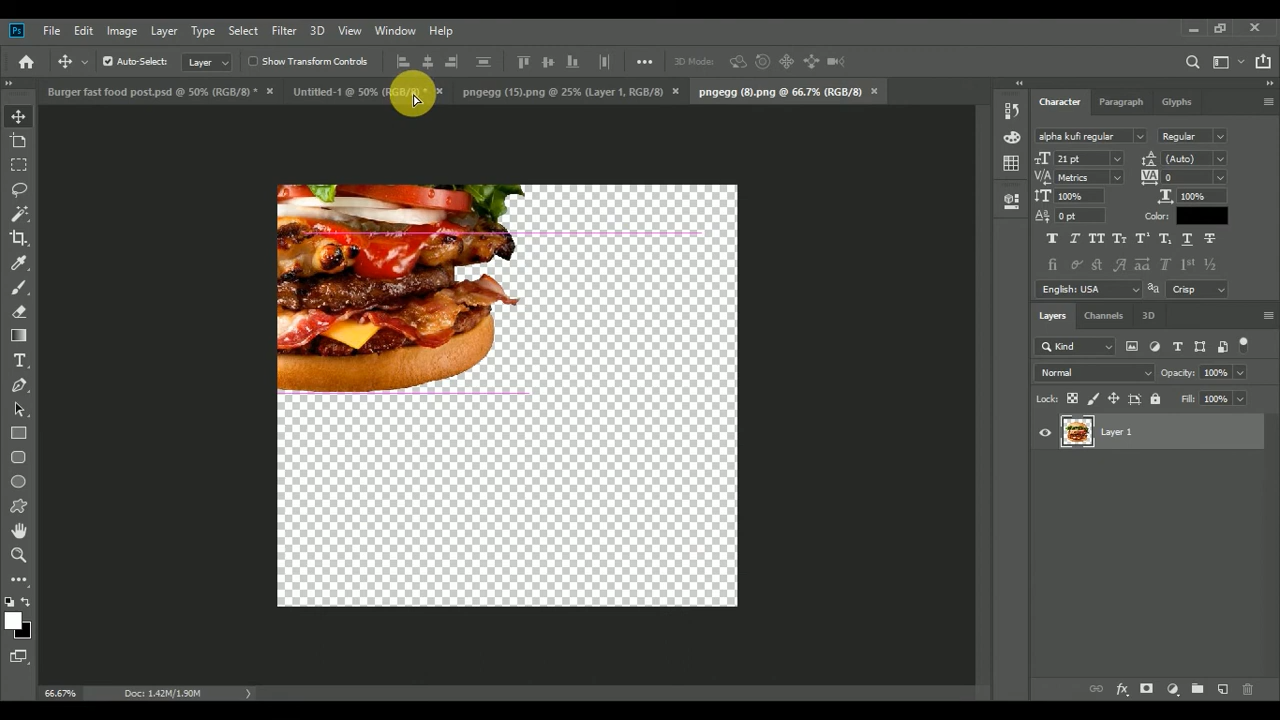 Ps File Edit Image Layer Type Select Filter 3D View Window Help
Auto-Select: Layer Show Transform Controls 3D Mode:
Burger fast food post.psd @ 50% (RGB/8) * Untitled-1 @ 50% (RGB/8) * pngegg (15).png @ 25% (Layer 1, RGB/8) pngegg (8).png @ 66.7% (RGB/8)
Character Paragraph Glyphs
alpha kufi regular Regular
21 pt (Auto)
Metrics 0
100% 100%
0 pt Color:
English: USA Crisp
Layers Channels 3D
Kind
Normal Opacity: 100%
Lock: Fill: 100%
Layer 1
66.67% Doc: 1.42M/1.90M